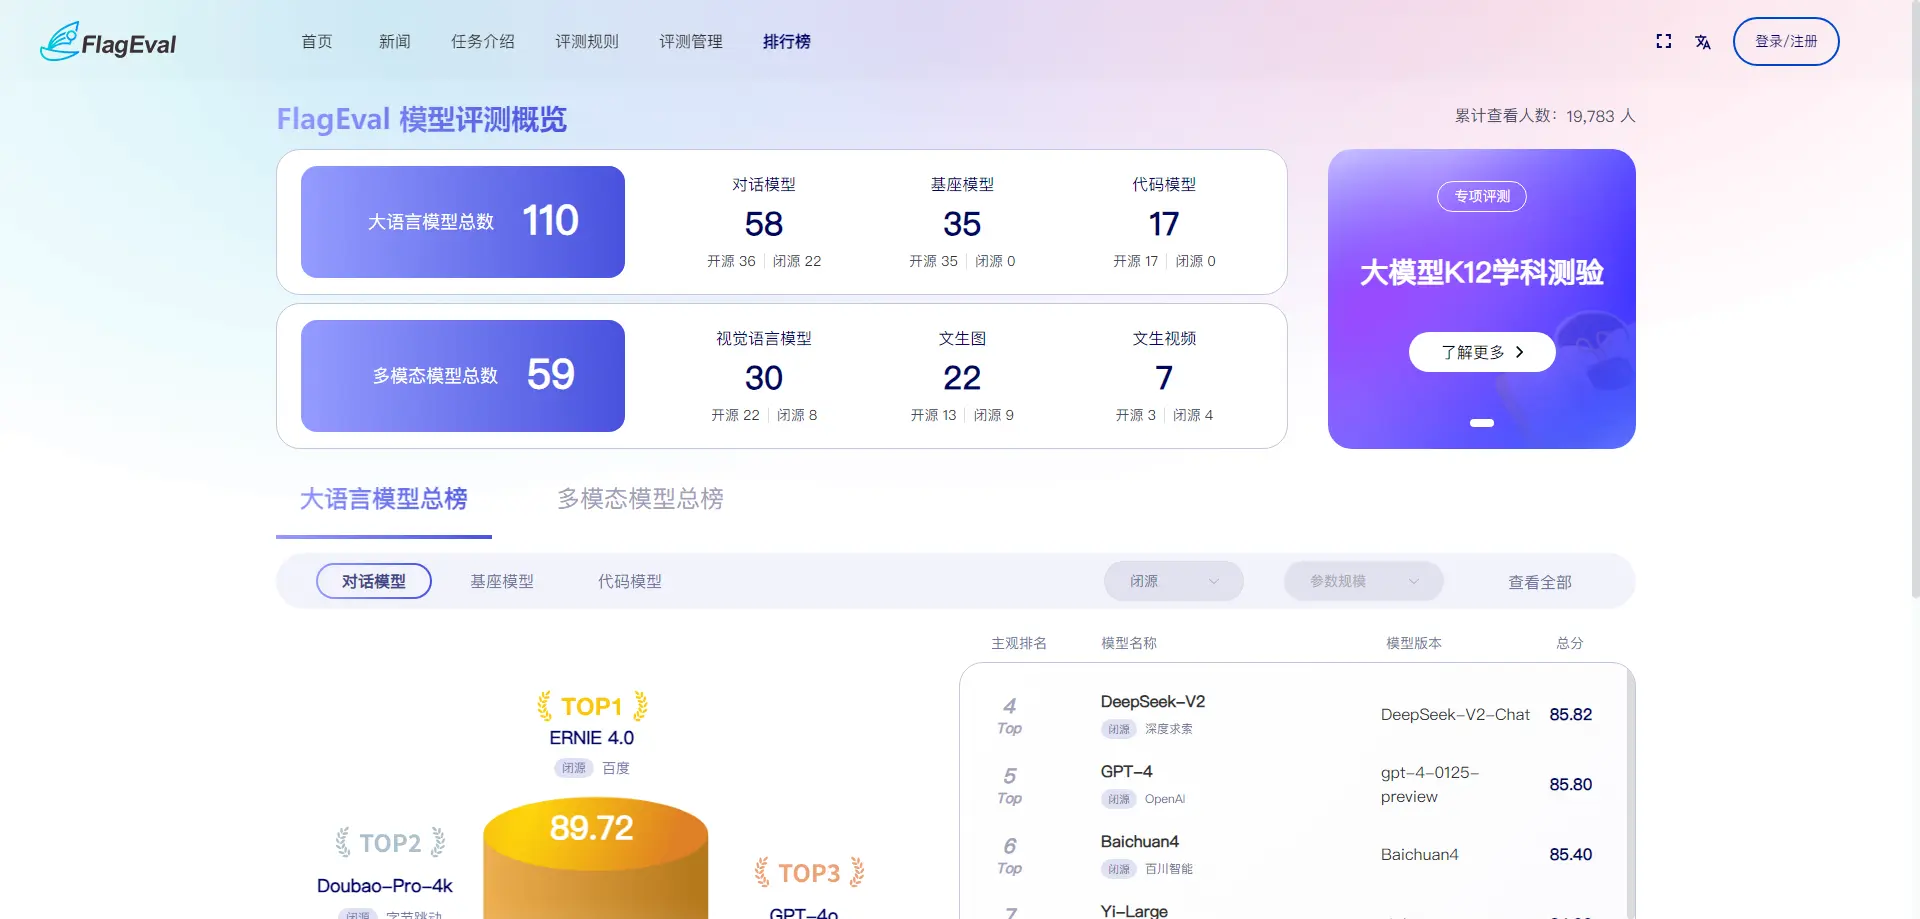 FlagEval
首页 新闻 任务介绍 评测规则 评测管理 排行榜
登录/注册
FlagEval 模型评测概览
累计查看人数: 19,783 人
大语言模型总数 110
对话模型
58
开源 36 闭源 22
基座模型
35
开源 35 闭源 0
代码模型
17
开源 17 闭源 0
多模态模型总数 59
视觉语言模型
30
开源 22 闭源 8
文生图
22
开源 13 闭源 9
文生视频
7
开源 3 闭源 4
专项评测
大模型K12学科测验
了解更多
大语言模型总榜 多模态模型总榜
对话模型 基座模型 代码模型 闭源 参数规模 查看全部
TOP1
ERNIE 4.0
闭源 百度
89.72
TOP2
Doubao-Pro-4k
闭源 字节跳动
TOP3
GPT-4o
主观排名 模型名称 模型版本 总分
4
Top
DeepSeek-V2
闭源 深度求索
DeepSeek-V2-Chat
85.82
5
Top
GPT-4
闭源 OpenAI
gpt-4-0125-
preview
85.80
6
Top
Baichuan4
闭源 百川智能
Baichuan4
85.40
7
Yi-Large